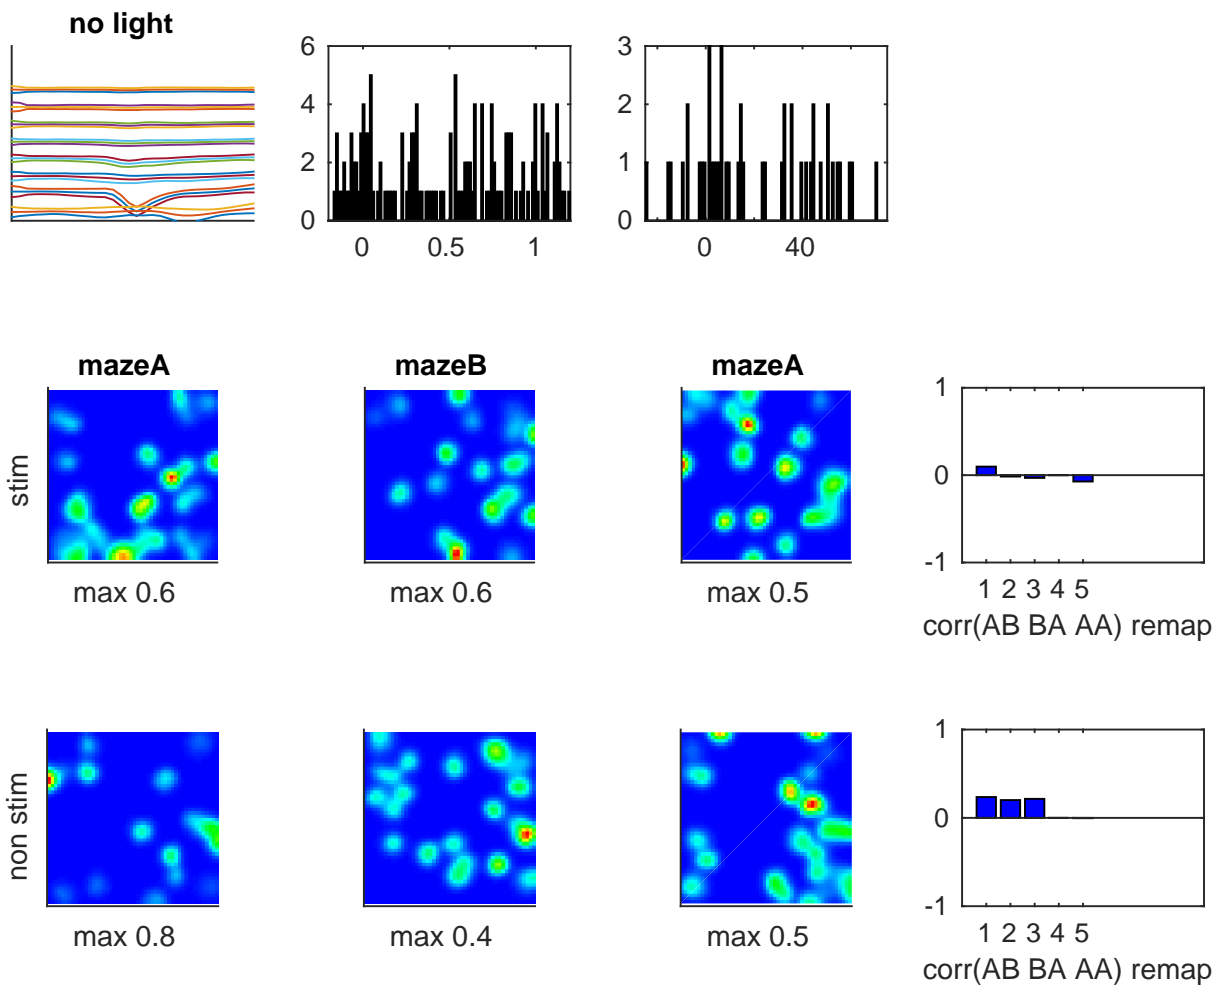 no light
6
4
2
0
0 0.5 1
3
2
1
0
0 40
mazeA mazeB mazeA
stim
max 0.6 max 0.6 max 0.5
1
0
-1
1 2 3 4 5
corr(AB BA AA) remap
non stim
max 0.8 max 0.4 max 0.5
1
0
-1
1 2 3 4 5
corr(AB BA AA) remap